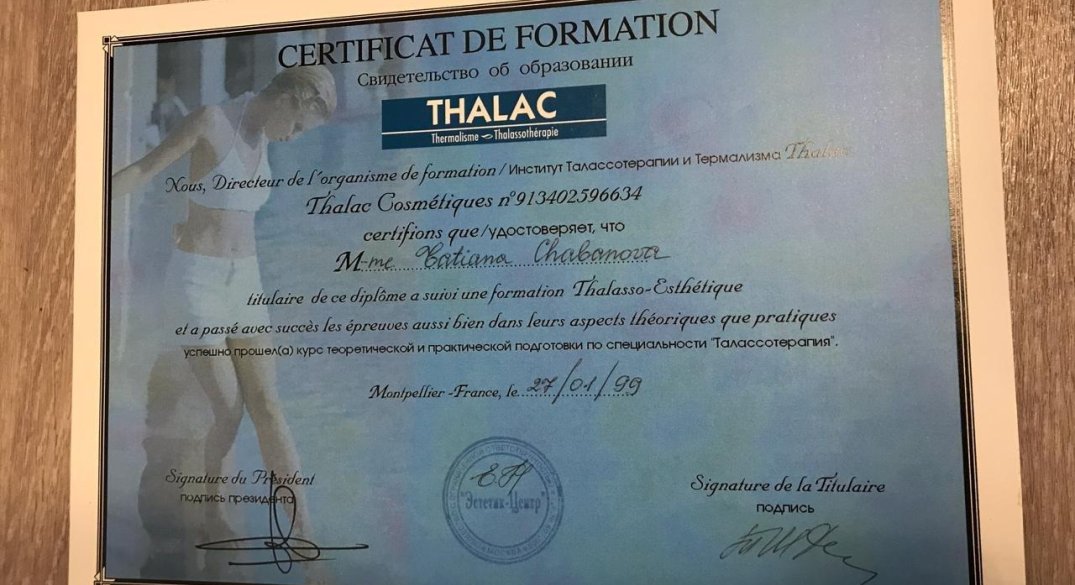 CERTIFICAT DE FORMATION
Свидетельство об образовании
THALAC
Thermalisme Thalassothérapie
Nous, Directeur de l'organisme de formation / Институт Талассотерапии и Термализма Thalac
Thalac Cosmétiques n°913402596634
certifions que/удостоверяет, что
M-me Tatiana Chabanova
titulaire de ce diplôme a suivi une formation Thalasso-Esthétique
et a passé avec succès les épreuves aussi bien dans leurs aspects théoriques que pratiques
успешно прошел(а) курс теоретической и практической подготовки по специальности "Талассотерапия".
Montpellier -France, le 27/01/99
Signature du Président
подпись президента
"Эстетик-Центр"
МОСКВА
Signature de la Titulaire
подпись